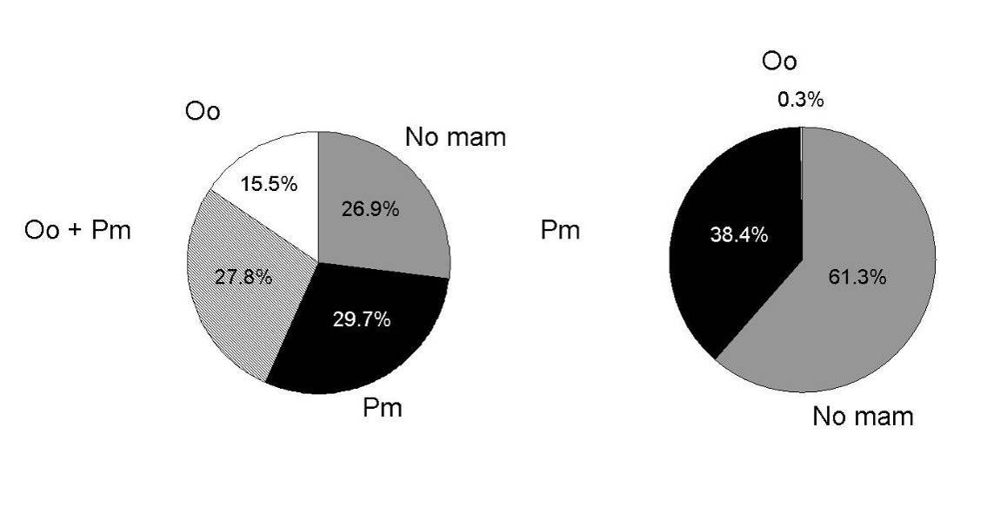 Oo
No mam
15.5%
26.9%
Oo + Pm
27.8%
29.7%
Pm
Oo
0.3%
Pm
38.4%
61.3%
No mam